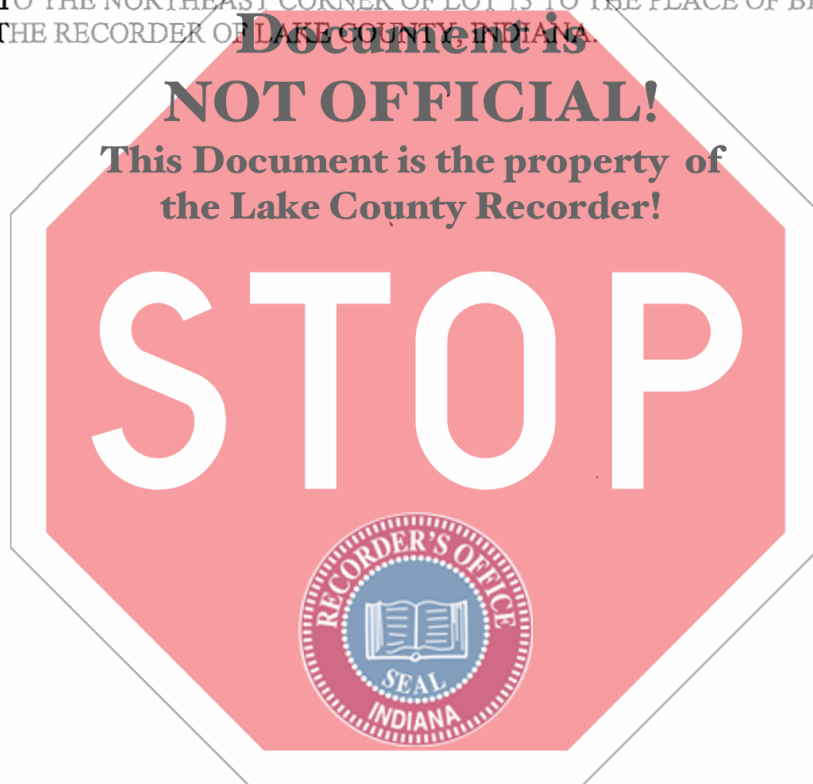 TO THE NORTHEAST CORNER OF LOT 15 TO THE PLACE OF
THE RECORDER OF LAKE COUNTY, INDIANA.
Document is
NOT OFFICIAL!
This Document is the property of
the Lake County Recorder!
STOP
RECORDER'S OFFICE
SEAL
INDIANA